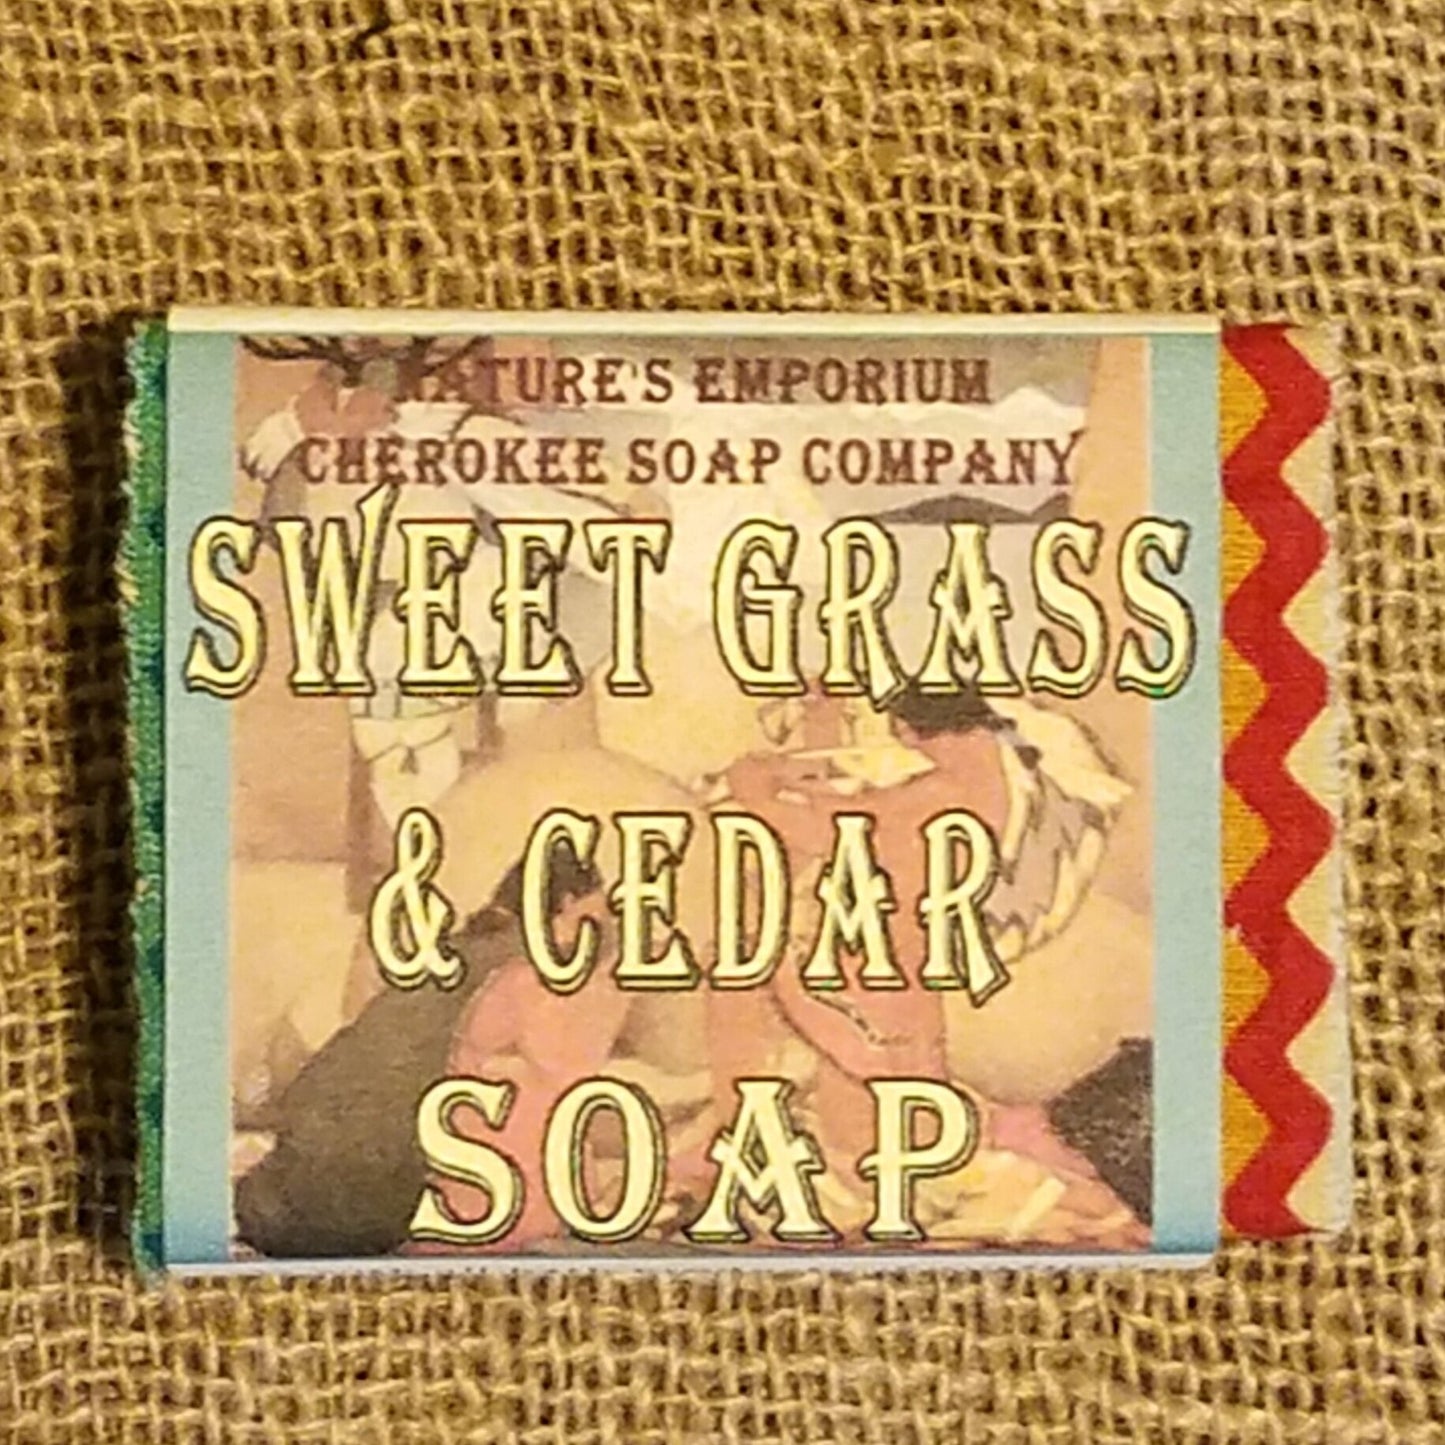 NATURE'S EMPORIUM
CHEROKEE SOAP COMPANY
SWEET GRASS
& CEDAR
SOAP